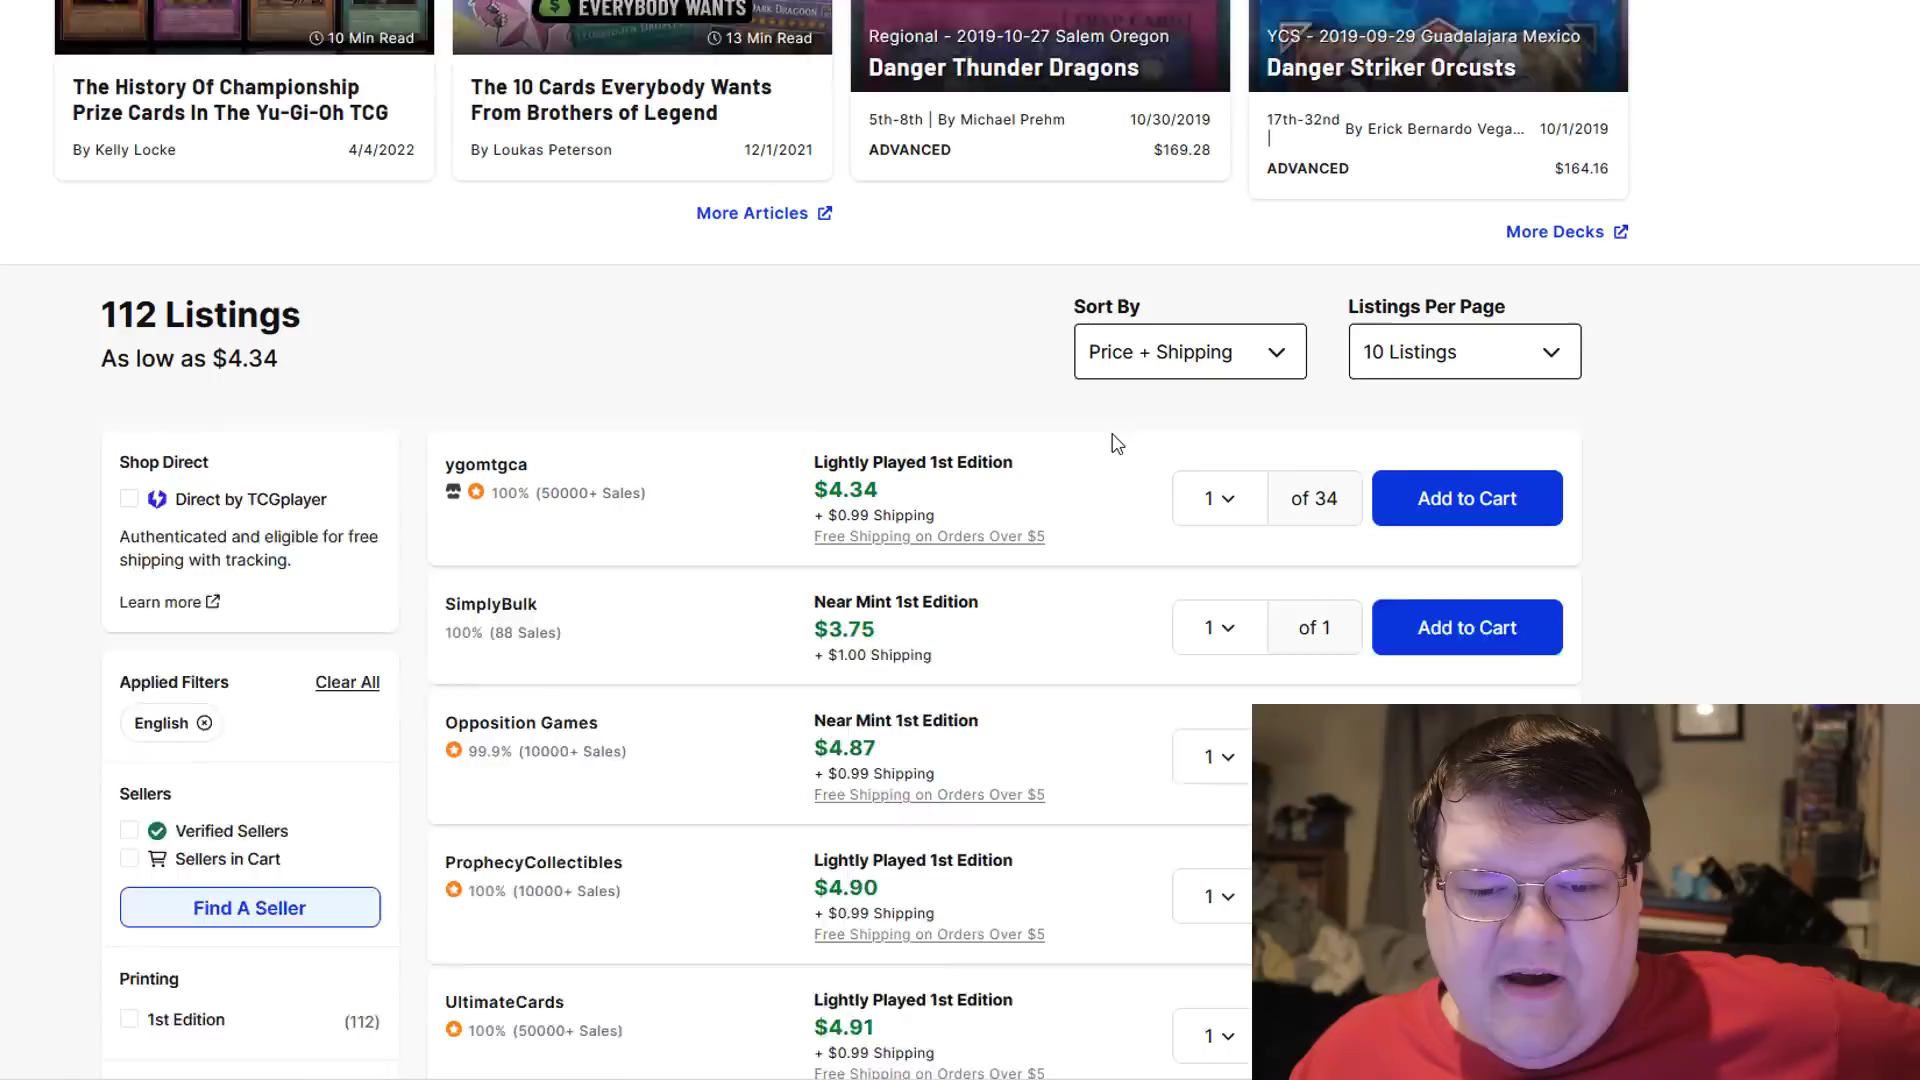 10 Min Read
EVERYBODY WANTS
DARK DRAGOON
13 Min Read
Regional - 2019-10-27 Salem Oregon
Danger Thunder Dragons
YCS - 2019-09-29 Guadalajara Mexico
Danger Striker Orcusts
The History Of Championship
Prize Cards In The Yu-Gi-Oh TCG
By Kelly Locke
4/4/2022
The 10 Cards Everybody Wants
From Brothers of Legend
By Loukas Peterson
12/1/2021
5th-8th | By Michael Prehm
10/30/2019
ADVANCED
$169.28
17th-32nd
|
By Erick Bernardo Vega...
10/1/2019
ADVANCED
$164.16
More Articles
More Decks
112 Listings
As low as $4.34
Sort By
Price + Shipping
Listings Per Page
10 Listings
Shop Direct
Direct by TCGplayer
Authenticated and eligible for free
shipping with tracking.
Learn more
Applied Filters
Clear All
English
Sellers
Verified Sellers
Sellers in Cart
Find A Seller
Printing
1st Edition
(112)
ygomtgca
100% (50000+ Sales)
Lightly Played 1st Edition
$4.34
+ $0.99 Shipping
Free Shipping on Orders Over $5
1
of 34
Add to Cart
SimplyBulk
100% (88 Sales)
Near Mint 1st Edition
$3.75
+ $1.00 Shipping
1
of 1
Add to Cart
Opposition Games
99.9% (10000+ Sales)
Near Mint 1st Edition
$4.87
+ $0.99 Shipping
Free Shipping on Orders Over $5
1
ProphecyCollectibles
100% (10000+ Sales)
Lightly Played 1st Edition
$4.90
+ $0.99 Shipping
Free Shipping on Orders Over $5
1
UltimateCards
100% (50000+ Sales)
Lightly Played 1st Edition
$4.91
+ $0.99 Shipping
Free Shipping on Orders Over $5
1